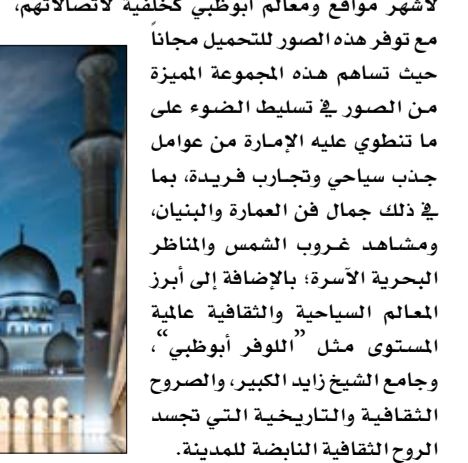 لأشهر مواقع ومعالم أبوظبي كخلفية لاتصالاتهم،
مع توفر هذه الصور للتحميل مجاناً
حيث تساهم هذه المجموعة المميزة
من الصور في تسليط الضوء على
ما تنطوي عليه الإمارة من عوامل
جذب سياحي وتجارب فريدة، بما
في ذلك جمال فن العمارة والبنيان،
ومشاهد غروب الشمس والمناظر
البحرية الآسرة؛ بالإضافة إلى أبرز
المعالم السياحية والثقافية عالمية
المستوى مثل ”اللوفر أبوظبي“،
وجامع الشيخ زايد الكبير، والصروح
الثقافية والتاريخية التي تجسد
الروح الثقافية النابضة للمدينة.